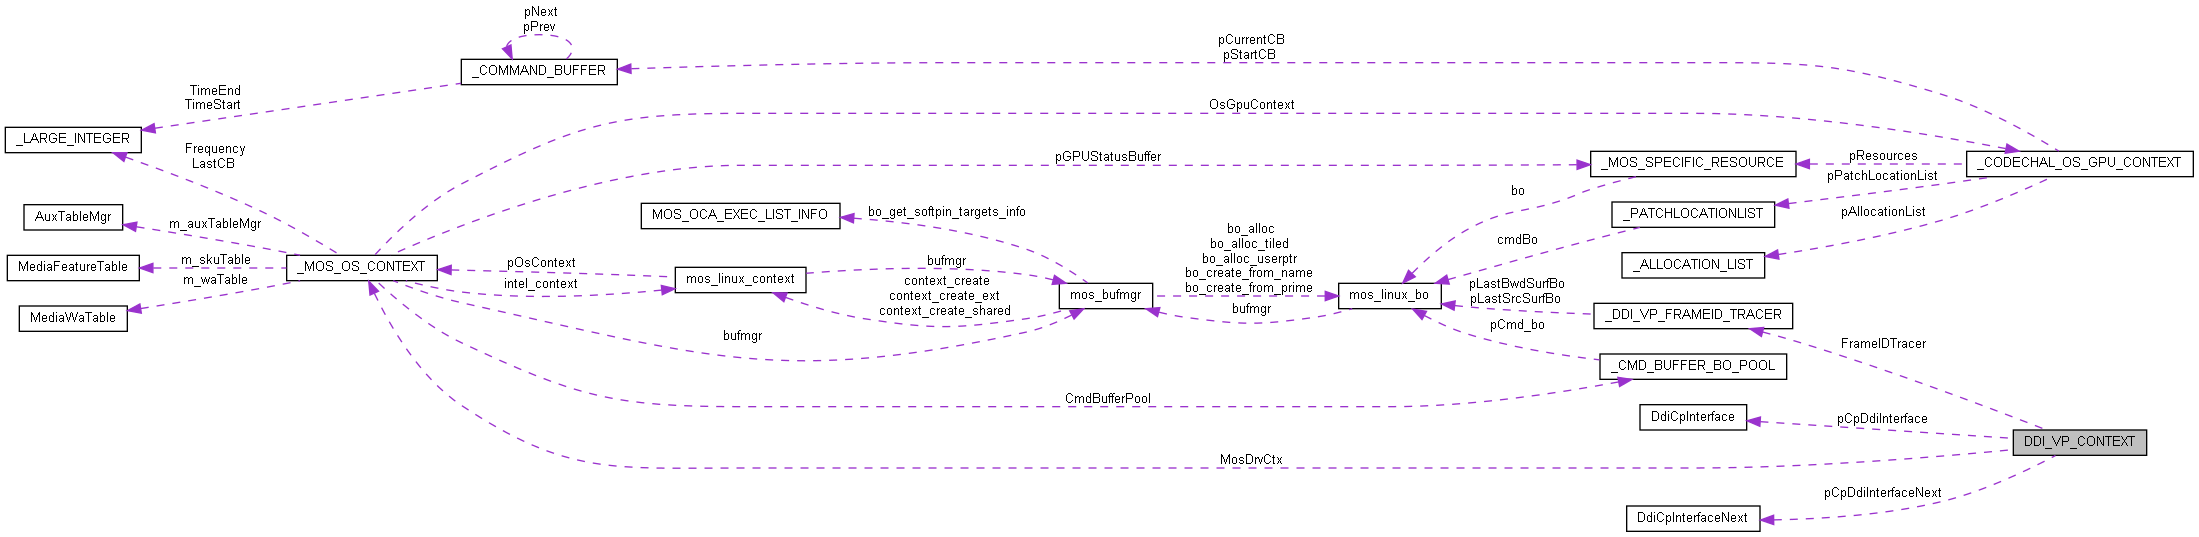 pNext
pPrev
_COMMAND_BUFFER
pCurrentCB
pStartCB
TimeEnd
TimeStart
OsGpuContext
_LARGE_INTEGER
Frequency
LastCB
pGPUStatusBuffer
_MOS_SPECIFIC_RESOURCE
pResources
_CODECHAL_OS_GPU_CONTEXT
pPatchLocationList
AuxTableMgr
m_auxTableMgr
MOS_OCA_EXEC_LIST_INFO
bo_get_softpin_targets_info
bo
_PATCHLOCATIONLIST
pAllocationList
bo_alloc
bo_alloc_tiled
bo_alloc_userptr
bo_create_from_name
bo_create_from_prime
cmdBo
MediaFeatureTable
m_skuTable
_MOS_OS_CONTEXT
pOsContext
intel_context
mos_linux_context
bufmgr
_ALLOCATION_LIST
m_waTable
context_create
context_create_ext
context_create_shared
mos_bufmgr
bufmgr
mos_linux_bo
pLastBwdSurfBo
pLastSrcSurfBo
_DDI_VP_FRAMEID_TRACER
MediaWaTable
bufmgr
pCmd_bo
FrameIDTracer
_CMD_BUFFER_BO_POOL
CmdBufferPool
DdiCpInterface
pCpDdiInterface
DDI_VP_CONTEXT
MosDrvCtx
pCpDdiInterfaceNext
DdiCpInterfaceNext